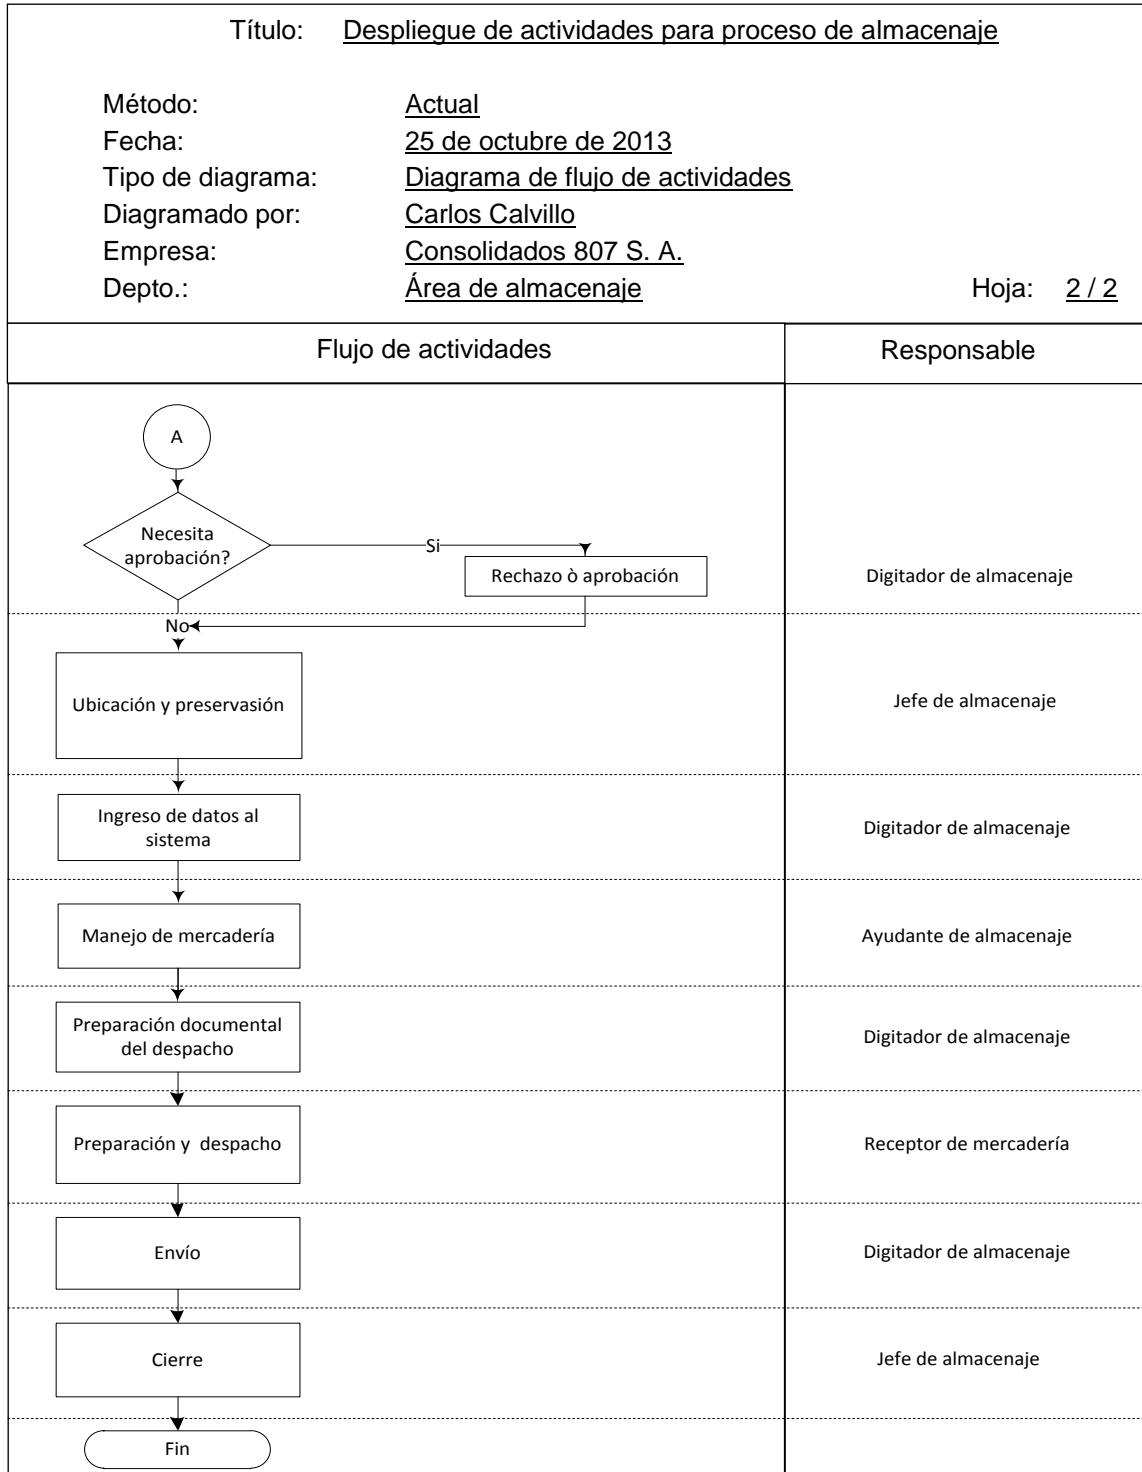 Título: Despliegue de actividades para proceso de almacenaje
Método: Actual
Fecha: 25 de octubre de 2013
Tipo de diagrama: Diagrama de flujo de actividades
Diagramado por: Carlos Calvillo
Empresa: Consolidados 807 S. A.
Depto.: Área de almacenaje Hoja: 2 / 2
Flujo de actividades Responsable
A
Necesita
aprobación?
Si
Rechazo ò aprobación
Digitador de almacenaje
No
Ubicación y preservasión
Jefe de almacenaje
Ingreso de datos al
sistema
Digitador de almacenaje
Manejo de mercadería
Ayudante de almacenaje
Preparación documental
del despacho
Digitador de almacenaje
Preparación y despacho
Receptor de mercadería
Envío
Digitador de almacenaje
Cierre
Jefe de almacenaje
Fin